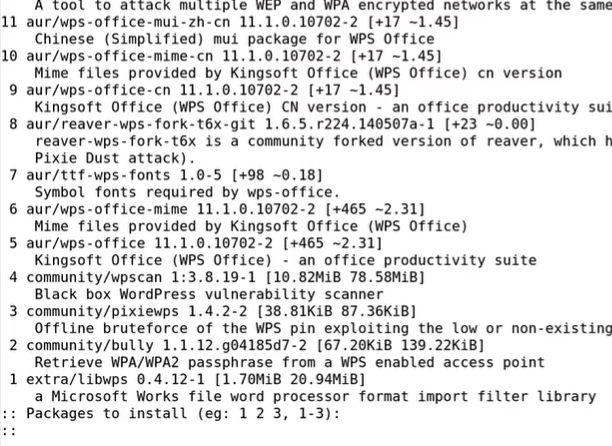 A tool to attack multiple WEP and WPA encrypted networks at the same
11 aur/wps-office-mui-zh-cn 11.1.0.10702-2 [+17 ~1.45]
Chinese (Simplified) mui package for WPS Office
10 aur/wps-office-mime-cn 11.1.0.10702-2 [+17 ~1.45]
Mime files provided by Kingsoft Office (WPS Office) cn version
9 aur/wps-office-cn 11.1.0.10702-2 [+17 ~1.45]
Kingsoft Office (WPS Office) CN version - an office productivity sui
8 aur/reaver-wps-fork-t6x-git 1.6.5.r224.140507a-1 [+23 ~0.00]
reaver-wps-fork-t6x is a community forked version of reaver, which h
Pixie Dust attack).
7 aur/ttf-wps-fonts 1.0-5 [+98 ~0.18]
Symbol fonts required by wps-office.
6 aur/wps-office-mime 11.1.0.10702-2 [+465 ~2.31]
Mime files provided by Kingsoft Office (WPS Office)
5 aur/wps-office 11.1.0.10702-2 [+465 ~2.31]
Kingsoft Office (WPS Office) - an office productivity suite
4 community/wpscan 1:3.8.19-1 [10.82MiB 78.58MiB]
Black box WordPress vulnerability scanner
3 community/pixiewps 1.4.2-2 [38.81KiB 87.36KiB]
Offline bruteforce of the WPS pin exploiting the low or non-existing
2 community/bully 1.1.12.g04185d7-2 [67.20KiB 139.22KiB]
Retrieve WPA/WPA2 passphrase from a WPS enabled access point
1 extra/libwps 0.4.12-1 [1.70MiB 20.94MiB]
a Microsoft Works file word processor format import filter library
:: Packages to install (eg: 1 2 3, 1-3):
::